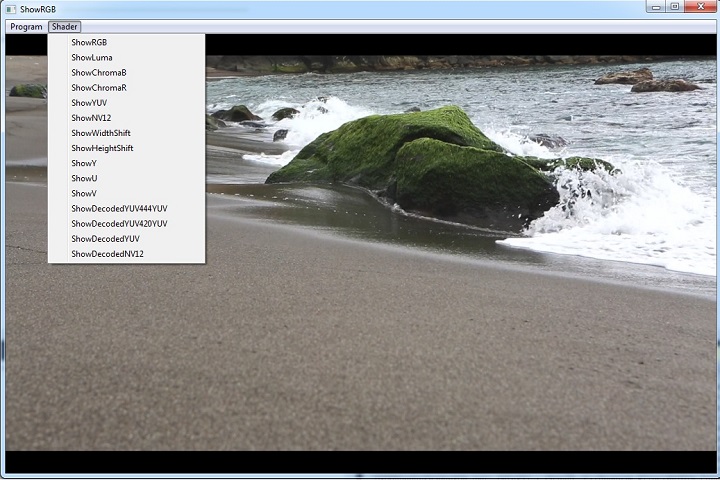 ShowRGB
Program Shader
ShowRGB
ShowLuma
ShowChromaB
ShowChromaR
ShowYUV
ShowNV12
ShowWidthShift
ShowHeightShift
ShowY
ShowU
ShowV
ShowDecodedYUV444YUV
ShowDecodedYUV420YUV
ShowDecodedYUV
ShowDecodedNV12